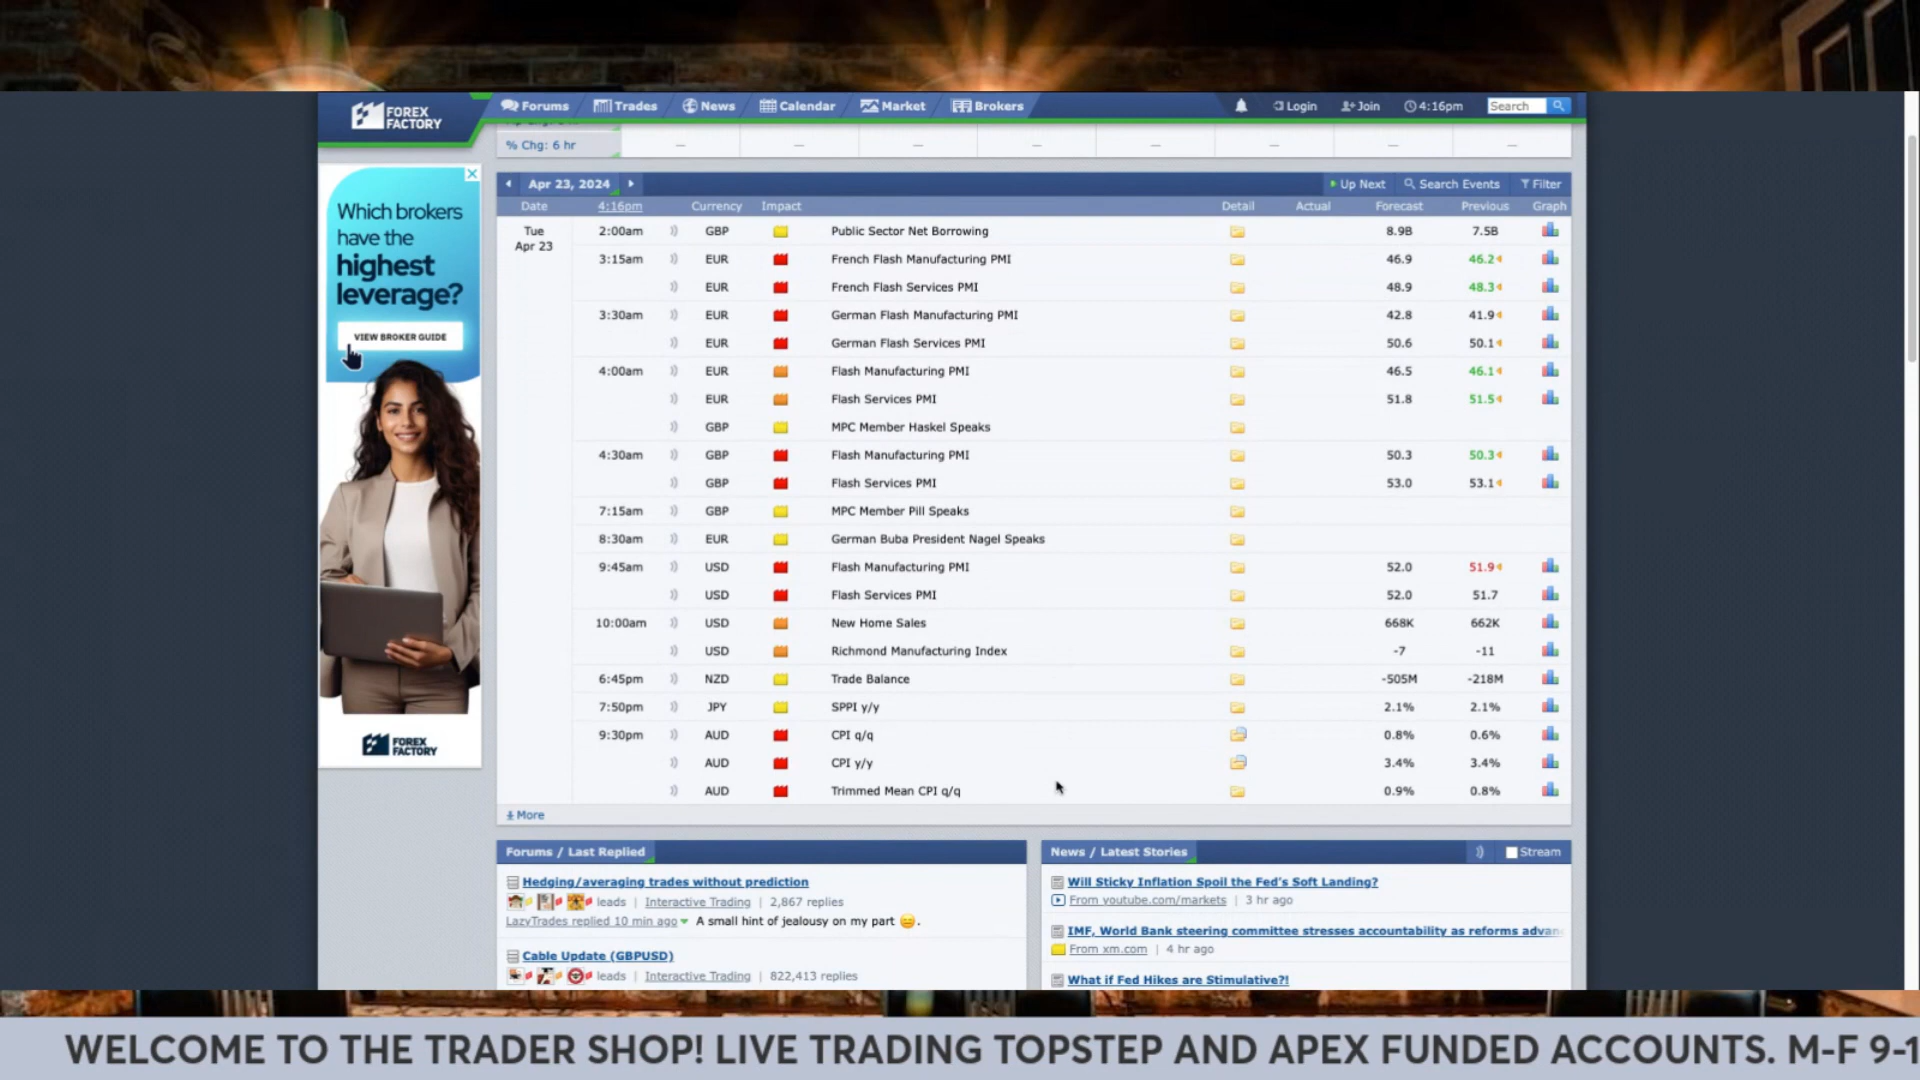 FOREX
FACTORY
Forums
Trades
News
Calendar
Market
Brokers
Login
Join
4:16pm
Search
% Chg: 6 hr — — — — — — — —
Which brokers
have the
highest
leverage?
VIEW BROKER GUIDE
FOREX
FACTORY
Apr 23, 2024 Up Next Search Events Filter
Date 4:16pm Currency Impact Detail Actual Forecast Previous Graph
Tue
Apr 23
2:00am GBP Public Sector Net Borrowing 8.9B 7.5B
3:15am EUR French Flash Manufacturing PMI 46.9 46.2
EUR French Flash Services PMI 48.9 48.3
3:30am EUR German Flash Manufacturing PMI 42.8 41.9
EUR German Flash Services PMI 50.6 50.1
4:00am EUR Flash Manufacturing PMI 46.5 46.1
EUR Flash Services PMI 51.8 51.5
GBP MPC Member Haskel Speaks
4:30am GBP Flash Manufacturing PMI 50.3 50.3
GBP Flash Services PMI 53.0 53.1
7:15am GBP MPC Member Pill Speaks
8:30am EUR German Buba President Nagel Speaks
9:45am USD Flash Manufacturing PMI 52.0 51.9
USD Flash Services PMI 52.0 51.7
10:00am USD New Home Sales 668K 662K
USD Richmond Manufacturing Index -7 -11
6:45pm NZD Trade Balance -505M -218M
7:50pm JPY SPPI y/y 2.1% 2.1%
9:30pm AUD CPI q/q 0.8% 0.6%
AUD CPI y/y 3.4% 3.4%
AUD Trimmed Mean CPI q/q 0.9% 0.8%
More
Forums / Last Replied
Hedging/averaging trades without prediction
leads | Interactive Trading | 2,867 replies
LazyTrades replied 10 min ago A small hint of jealousy on my part .
Cable Update (GBPUSD)
leads | Interactive Trading | 822,413 replies
News / Latest Stories Stream
Will Sticky Inflation Spoil the Fed's Soft Landing?
From youtube.com/markets | 3 hr ago
IMF, World Bank steering committee stresses accountability as reforms advan
From xm.com | 4 hr ago
What if Fed Hikes are Stimulative?!
WELCOME TO THE TRADER SHOP! LIVE TRADING TOPSTEP AND APEX FUNDED ACCOUNTS. M-F 9-1